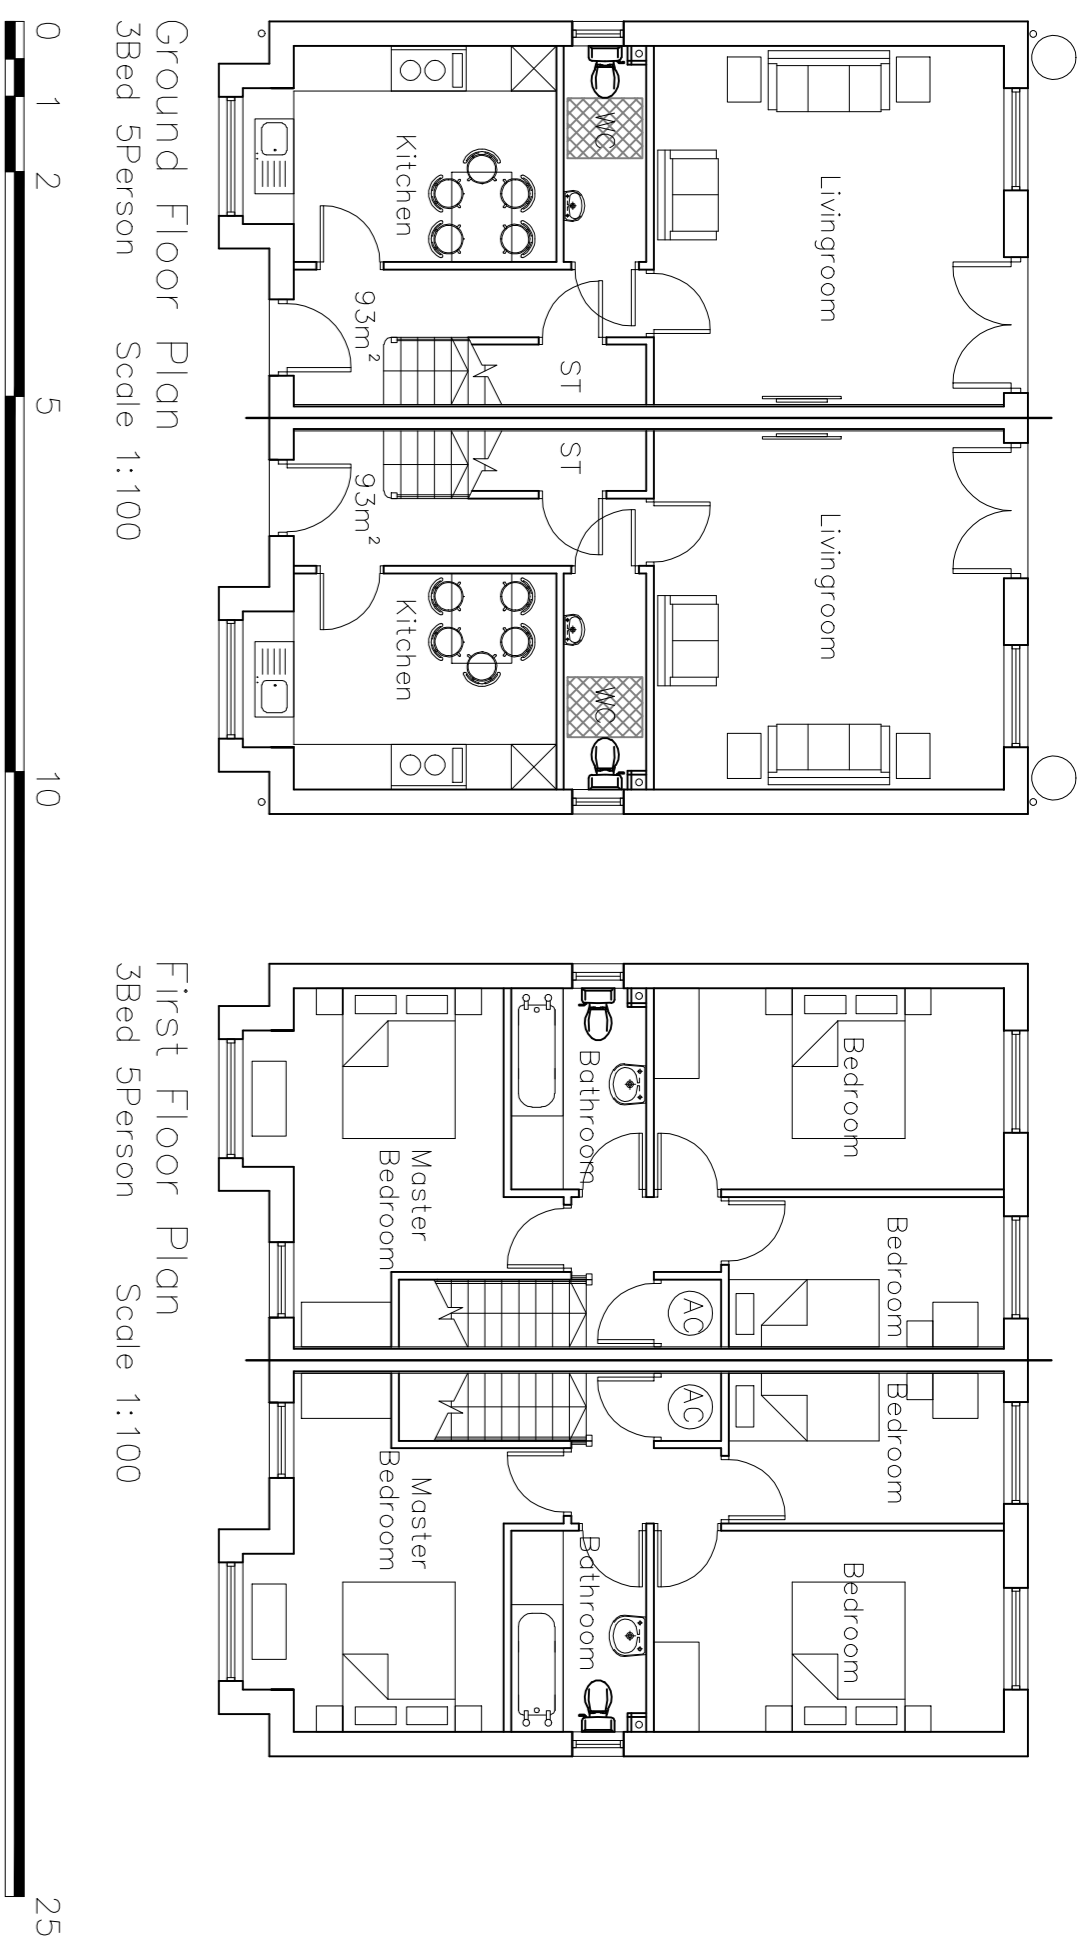 Livingroom
Livingroom
WC
ST
ST
WC
Kitchen
Kitchen
93m²
93m²
Ground Floor Plan
3Bed 5Person Scale 1:100
Bedroom
Bedroom
Bedroom
Bedroom
AC
AC
Bathroom
Bathroom
Master
Bedroom
Master
Bedroom
First Floor Plan
3Bed 5Person Scale 1:100
0 1 2 5 10 25